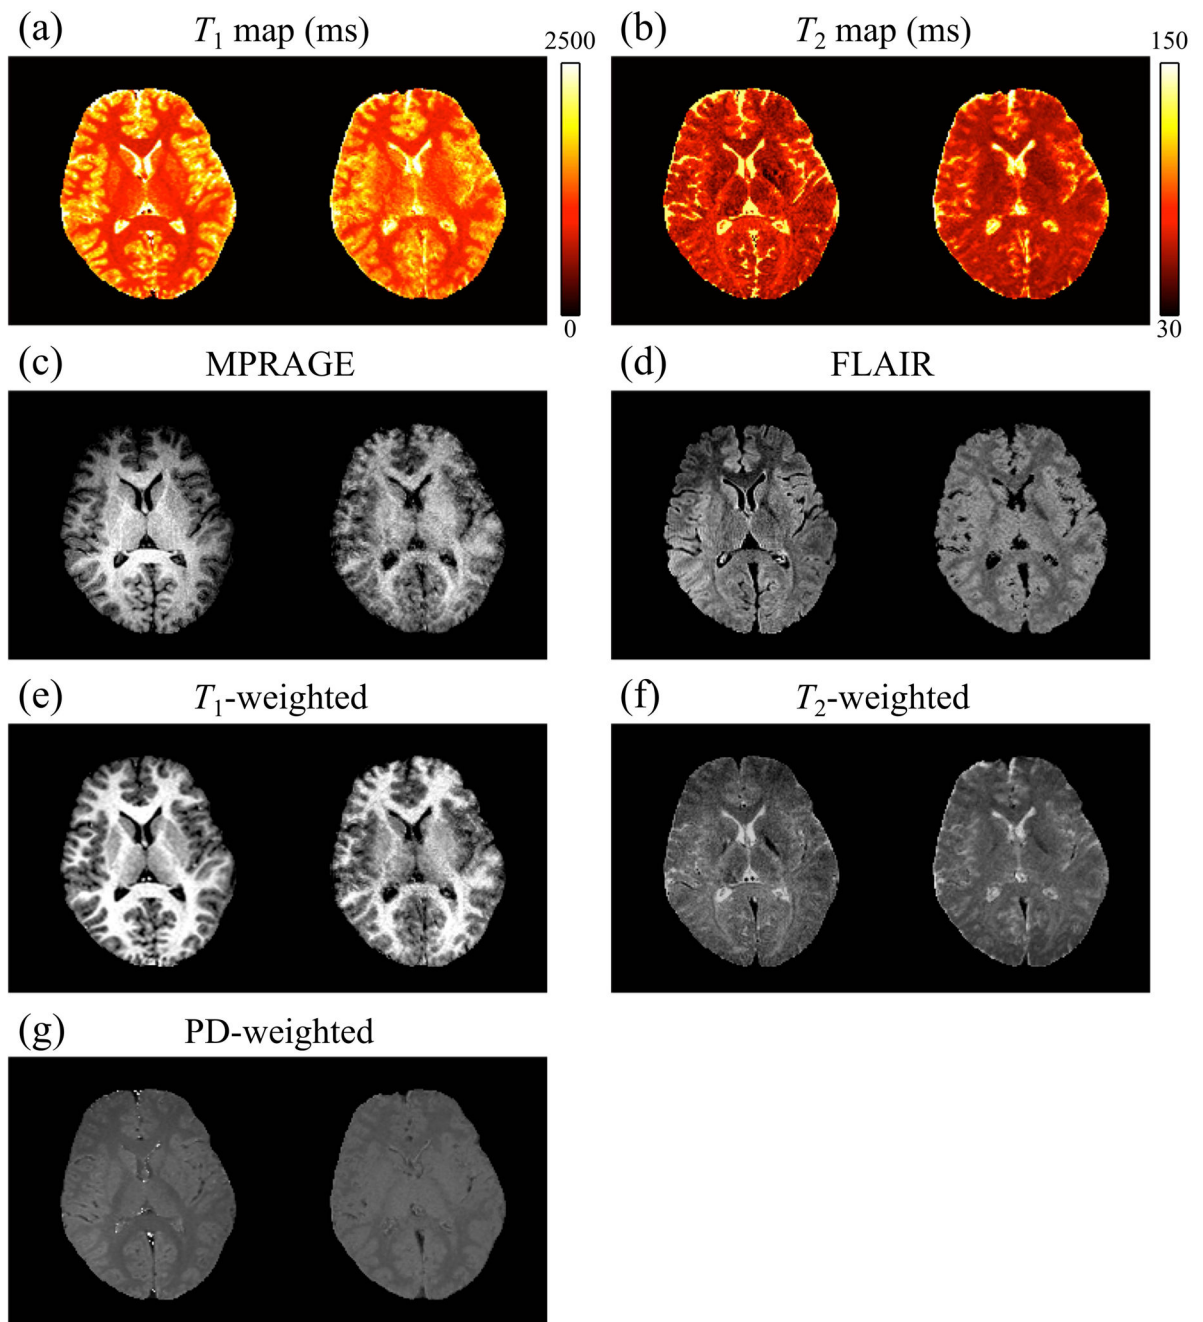 (a) T1 map (ms) 2500
0
(b) T2 map (ms) 150
30
(c) MPRAGE
(d) FLAIR
(e) T1-weighted
(f) T2-weighted
(g) PD-weighted